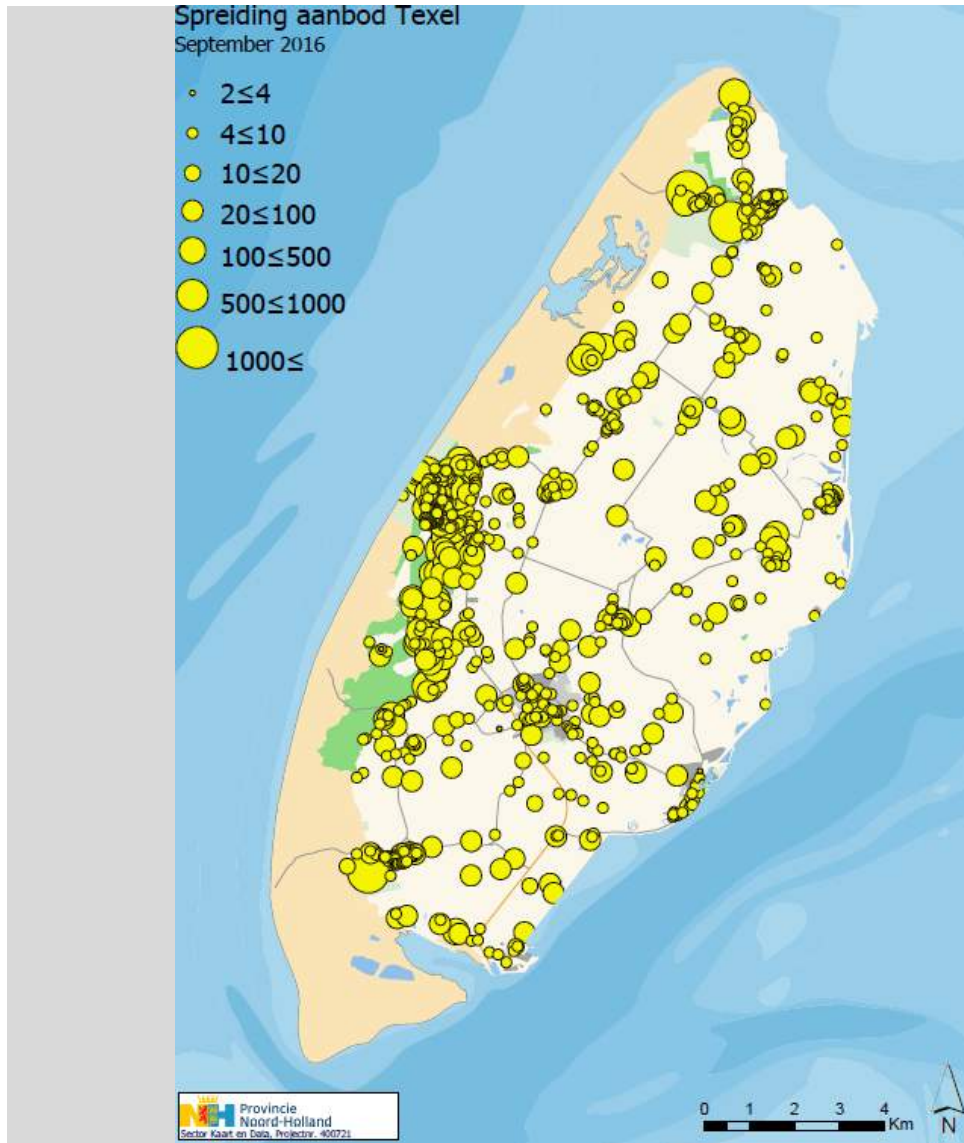 Spreiding aanbod Texel
September 2016
2≤4
4≤10
10≤20
20≤100
100≤500
500≤1000
1000≤
Provincie
Noord-Holland
Sector Kaart en Data, Projectnr. 400721
0 1 2 3 4
Km
N